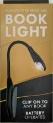 BOOK
LIGHT
CLIP ON TO
ANY BOOK
BATTERY
OPERATED